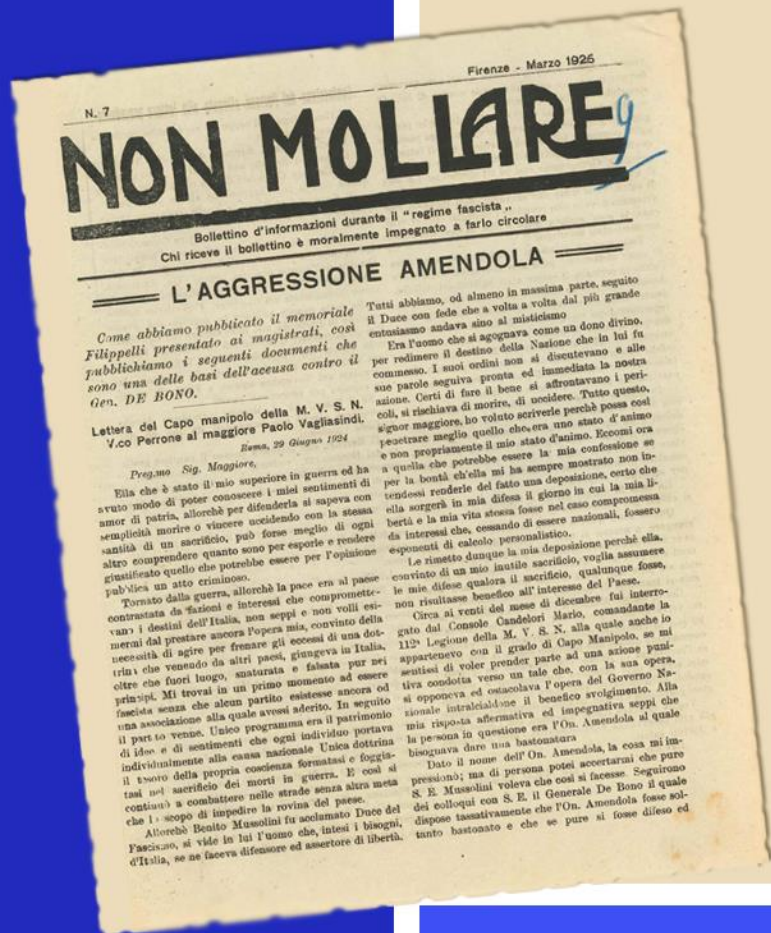 N. 7
Firenze - Marzo 1925
NON MOLLARE
9
Bollettino d'informazioni durante il "regime fascista „
Chi riceve il bollettino è moralmente impegnato a farlo circolare
L'AGGRESSIONE AMENDOLA
Come abbiamo pubbticato il memoriale
Filippelli presentato ai magistrati, così
pubblichiamo i seguenti documenti che
sono una delle basi dell'accusa contro il
Gen. DE BONO.
Lettera del Capo manipolo della M. V. S. N.
V.co Perrone al maggiore Paolo Vagliasindi.
Roma, 29 Giugno 1924
Preg.mo Sig. Maggiore,
Ella che è stato il mio superiore in guerra ed ha
avuto modo di poter conoscere i miei sentimenti di
amor di patria, allorchè per difenderla si sapeva con
semplicità morire o vincere uccidendo con la stessa
santità di un sacrificio, può forse meglio di ogni
altro comprendere quanto sono per esporle e rendere
giustificato quello che potrebbe essere per l'opinione
pubblica un atto criminoso.
Tornato dalla guerra, allorchè la pace era al paese
contrastata da fazioni e interessi che compromette-
vano i destini dell'Italia, non seppi e non volli esi-
mermi dal prestare ancora l'opera mia, convinto della
necessità di agire per frenare gli eccessi di una dot-
trina che venendo da altri paesi, giungeva in Italia,
oltre che fuori luogo, snaturata e falsata pur nei
principi. Mi trovai in un primo momento ad essere
fascista senza che alcun partito esistesse ancora od
una associazione alla quale avessi aderito. In seguito
il partito venne. Unico programma era il patrimonio
di idee e di sentimenti che ogni individuo portava
individualmente alla causa nazionale Unica dottrina
il tesoro della propria coscienza formatasi e foggia-
tasi nel sacrificio dei morti in guerra. E così si
continuò a combattere nelle strade senza altra meta
che lo scopo di impedire la rovina del paese.
Allorchè Benito Mussolini fu acclamato Duce del
Fascismo, si vide in lui l'uomo che, intesi i bisogni,
d'Italia, se ne faceva difensore ed assertore di libertà.
Tutti abbiamo, od almeno in massima parte, seguito
il Duce con fede che a volta a volta dal più grande
entusiasmo andava sino al misticismo
Era l'uomo che si agognava come un dono divino,
per redimere il destino della Nazione che in lui fu
commesso. I suoi ordini non si discutevano e alle
sue parole seguiva pronta ed immediata la nostra
azione. Certi di fare il bene si affrontavano i peri-
coli, si rischiava di morire, di uccidere. Tutto questo,
signor maggiore, ho voluto scriverle perchè possa così
penetrare meglio quello che era uno stato d'animo
e non propriamente il mio stato d'animo. Eccomi ora
a quella che potrebbe essere la mia confessione se
per la bontà ch'ella mi ha sempre mostrato non in-
tendessi renderle del fatto una deposizione, certo che
ella sorgerà in mia difesa il giorno in cui la mia li-
bertà e la mia vita stessa fosse nel caso compromessa
da interessi che, cessando di essere nazionali, fossero
esponenti di calcolo personalistico.
Le rimetto dunque la mia deposizione perchè ella,
convinto di un mio inutile sacrificio, voglia assumere
le mie difese qualora il sacrificio, qualunque fosse,
non risultasse benefico all'interesse del Paese.
Circa ai venti del mese di dicembre fui interro-
gato dal Console Candelori Mario, comandante la
112ª Legione della M. V. S. N. alla quale anche io
appartenevo con il grado di Capo Manipolo, se mi
sentissi di voler prender parte ad una azione puni-
tiva condotta verso un tale che, con la sua opera,
si opponeva ed ostacolava l'opera del Governo Na-
zionale intralciandone il benefico svolgimento. Alla
mia risposta affermativa ed impegnativa seppi che
la persona in questione era l'On. Amendola al quale
bisognava dare una bastonatura
Dato il nome dell'On. Amendola, la cosa mi im-
pressionò; ma di persona potei accertarmi che pure
S. E. Mussolini voleva che così si facesse. Seguirono
dei colloqui con S. E. il Generale De Bono il quale
dispose tassativamente che l'On. Amendola fosse sol-
tanto bastonato e che se pure si fosse difeso ed